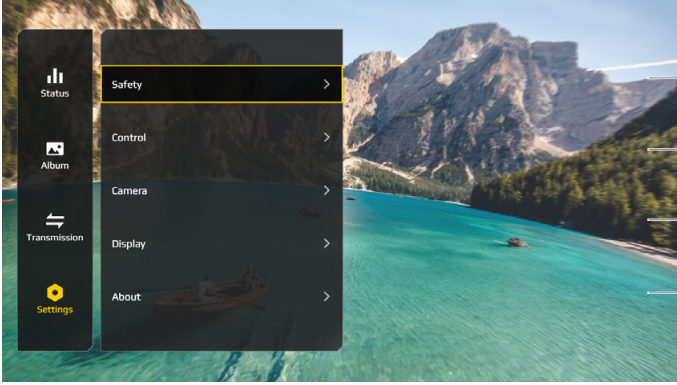 Status
Album
Transmission
Settings
Safety
Control
Camera
Display
About